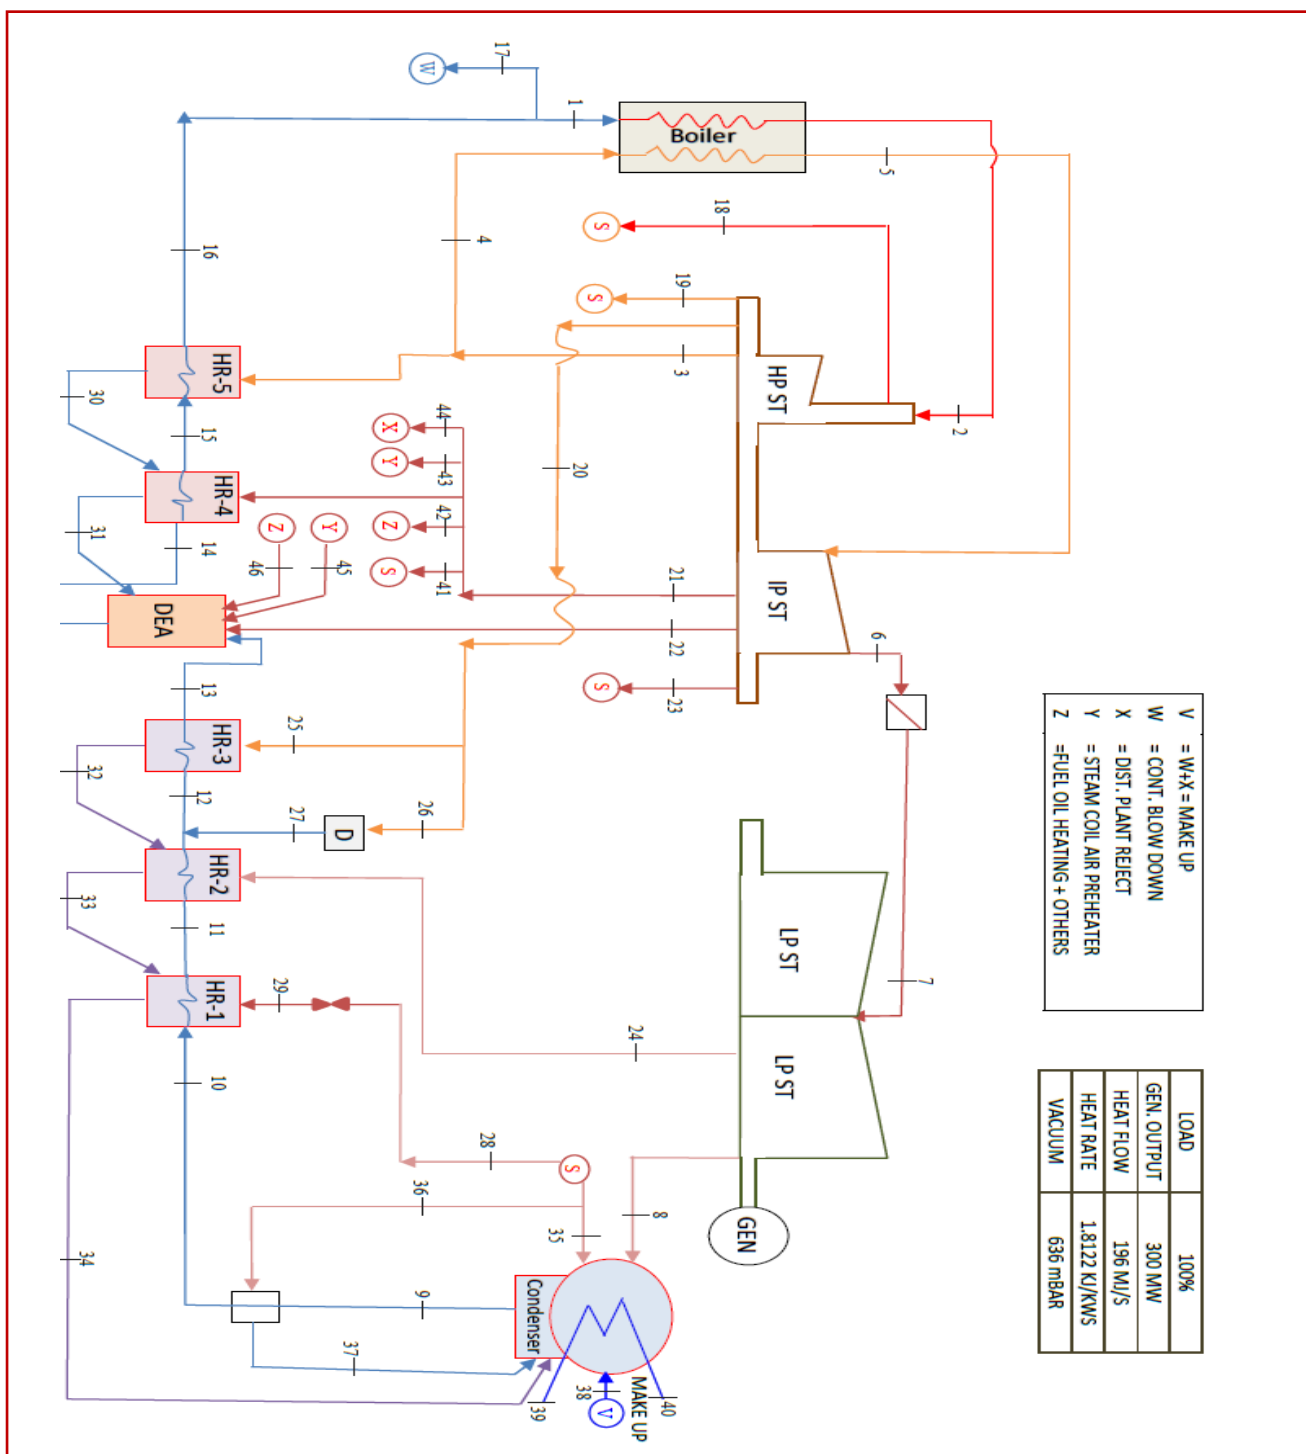 LOAD 100%
GEN. OUTPUT 300 MW
HEAT FLOW 196 MJ/S
HEAT RATE 1.8122 KJ/KWS
VACUUM 636 mBAR
V = W+X = MAKE UP
W = CONT. BLOW DOWN
X = DIST. PLANT REJECT
Y = STEAM COIL AIR PREHEATER
Z =FUEL OIL HEATING + OTHERS
17
W
1
Boiler
5
18
S
16
4
19
S
3
HP ST
2
HR-5
30
15
44
X
43
Y
20
HR-4
42
Z
31
14
Z
Y
46
45
41
S
21
IP ST
DEA
22
6
13
23
S
HR-3
25
32
12
27
26
D
HR-2
33
11
24
LP ST
7
LP ST
HR-1
29
10
28
S
36
35
8
GEN
34
9
37
Condenser
39
38
V
MAKE UP
40